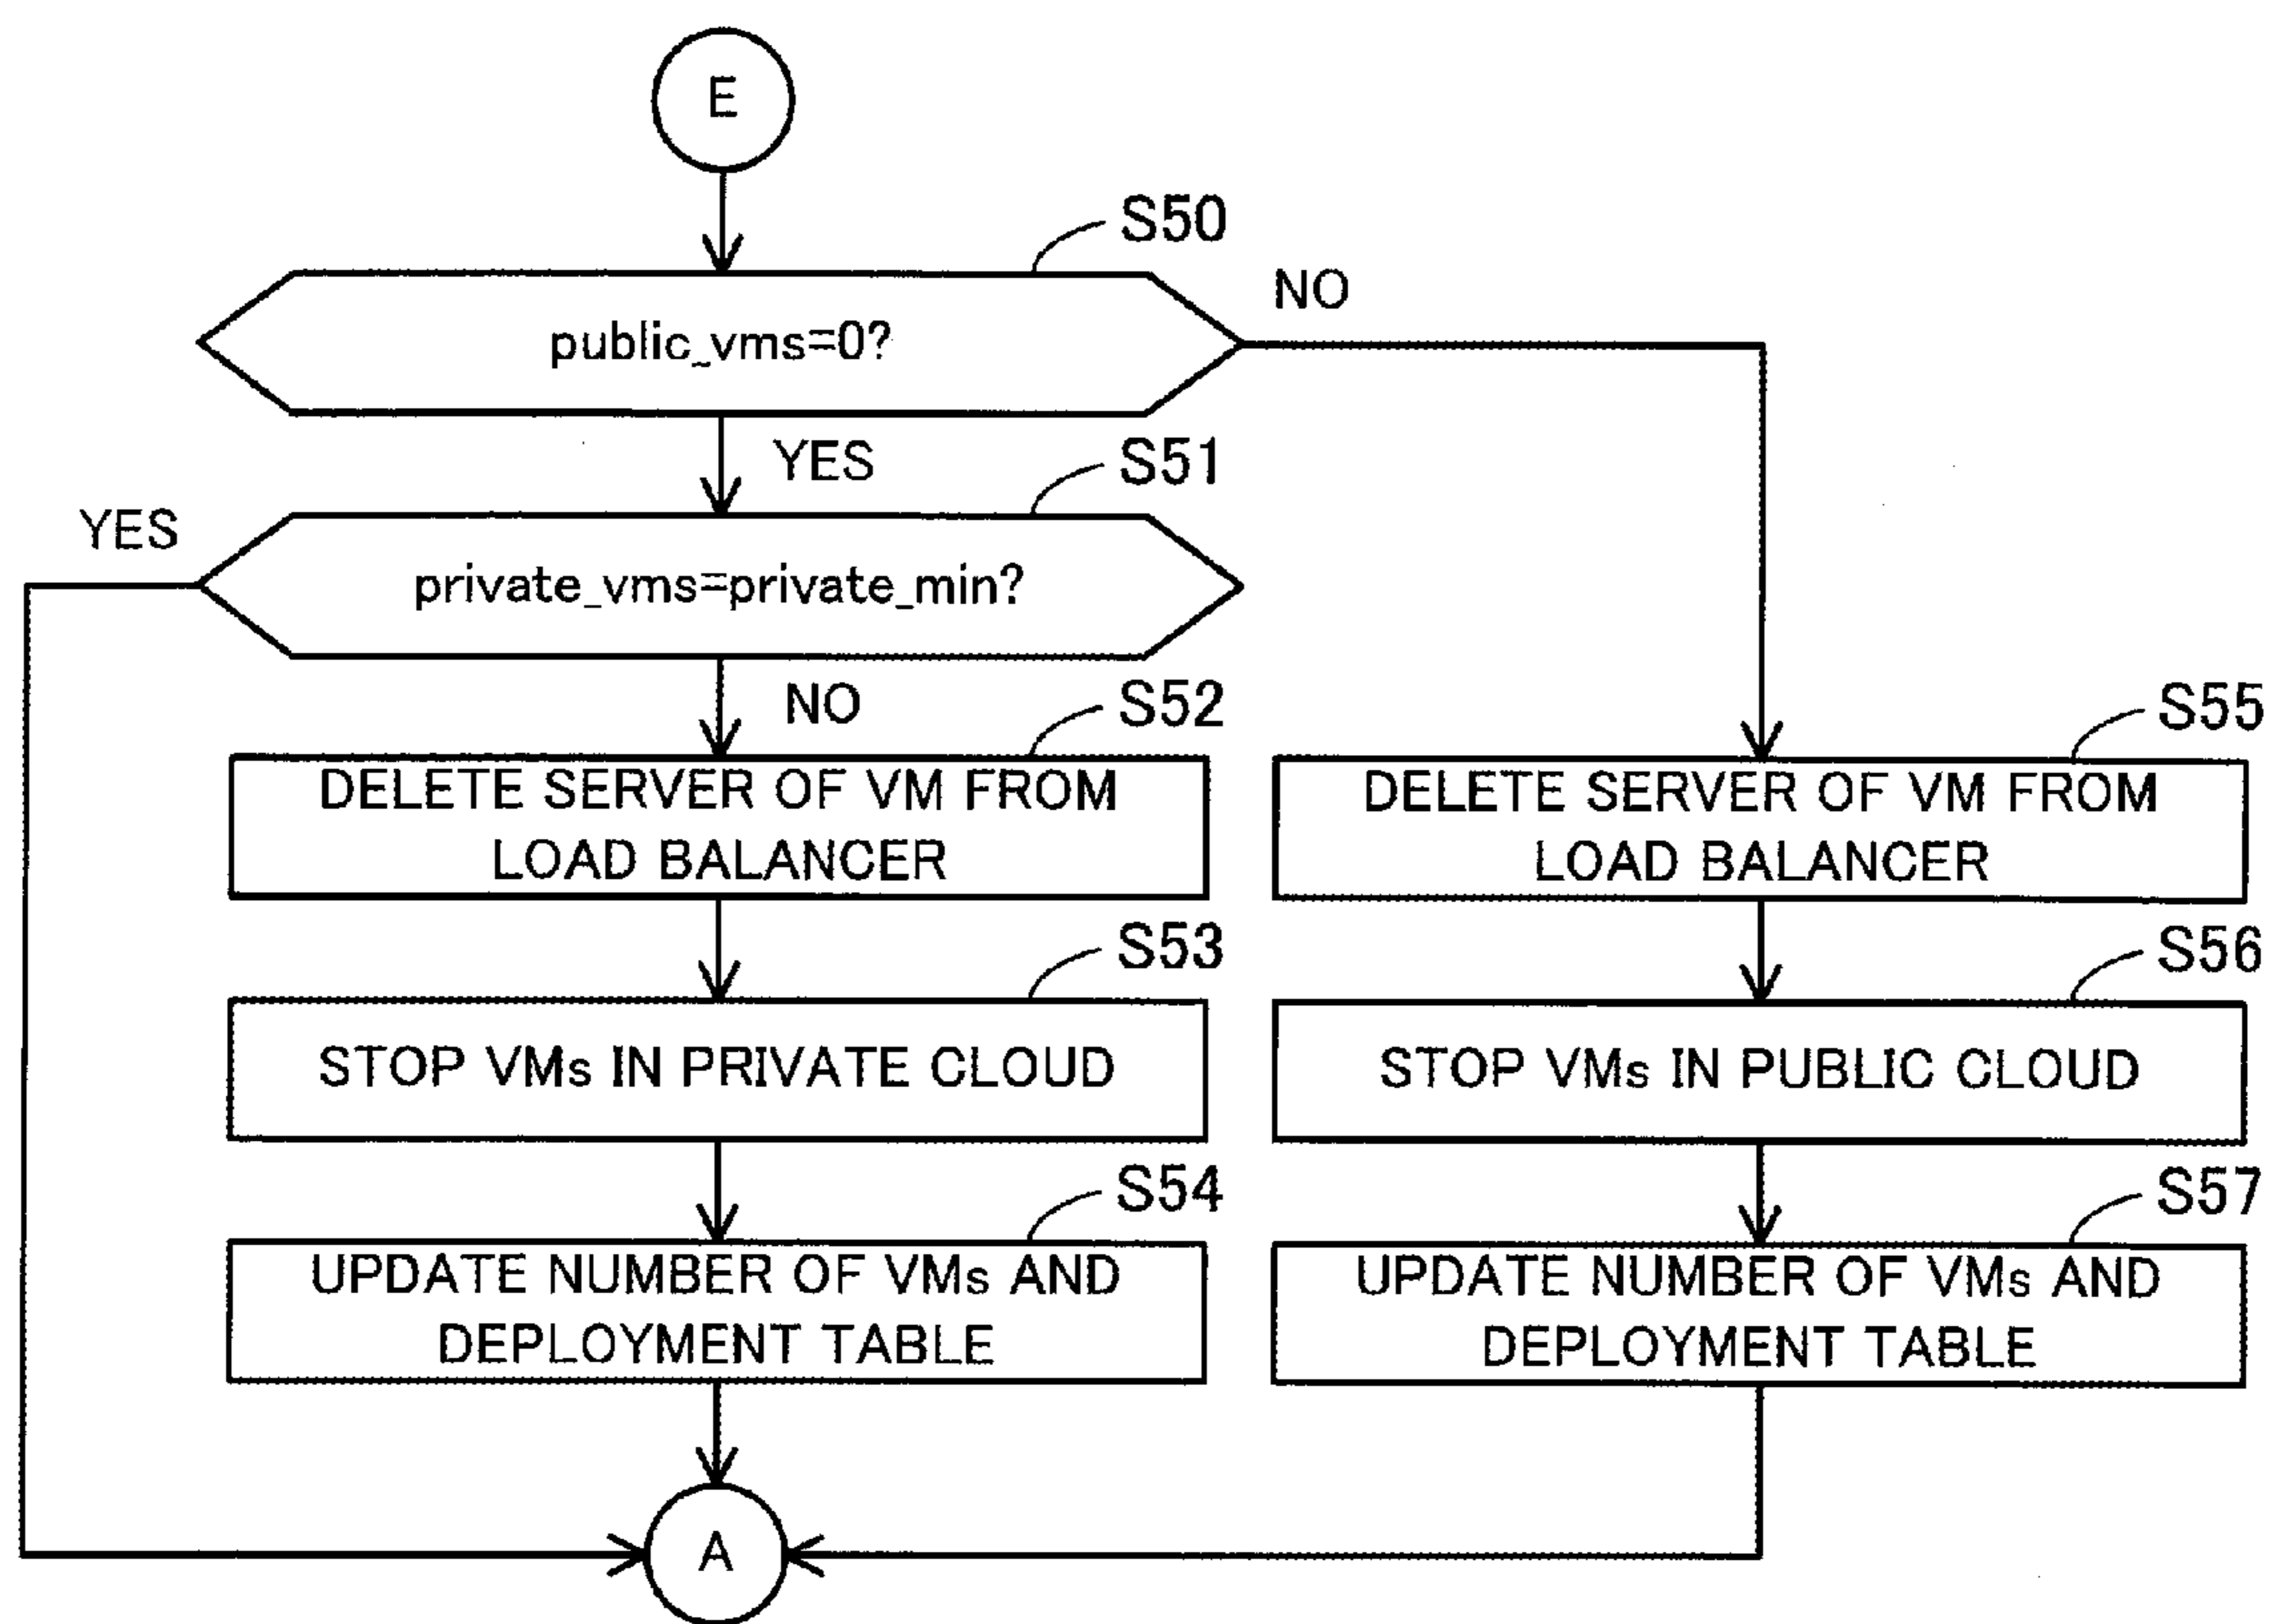 E
S50
NO
public_vms=0?
YES
S51
YES
private_vms=private_min?
NO
S52
DELETE SERVER OF VM FROM
LOAD BALANCER
S53
STOP VMs IN PRIVATE CLOUD
S54
UPDATE NUMBER OF VMs AND
DEPLOYMENT TABLE
S55
DELETE SERVER OF VM FROM
LOAD BALANCER
S56
STOP VMs IN PUBLIC CLOUD
S57
UPDATE NUMBER OF VMs AND
DEPLOYMENT TABLE
A